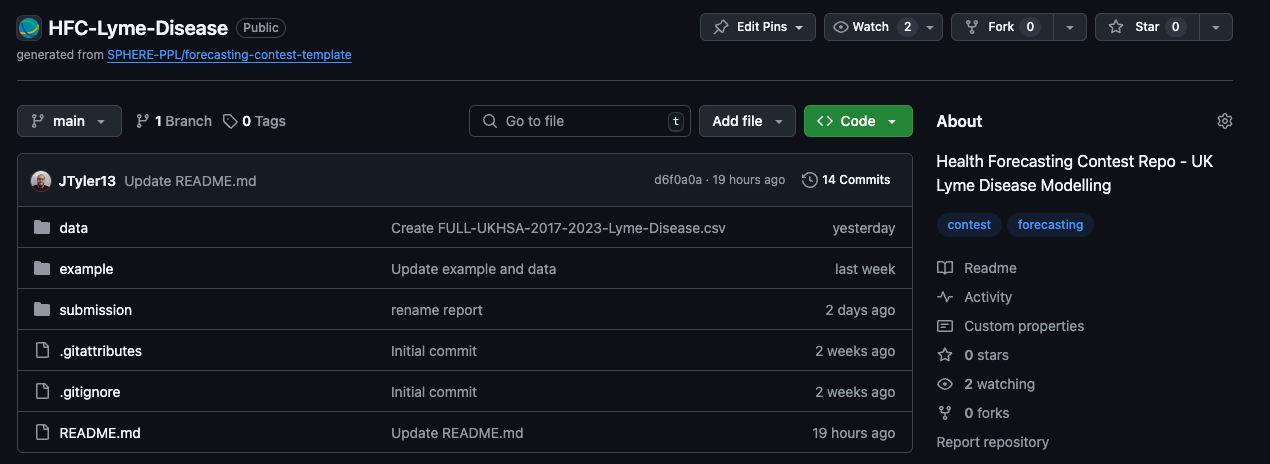 HFC-Lyme-Disease Public Edit Pins Watch 2 Fork 0 Star 0
generated from SPHERE-PPL/forecasting-contest-template
main 1 Branch 0 Tags Go to file t Add file Code
JTyler13 Update README.md d6f0a0a · 19 hours ago 14 Commits
data Create FULL-UKHSA-2017-2023-Lyme-Disease.csv yesterday
example Update example and data last week
submission rename report 2 days ago
.gitattributes Initial commit 2 weeks ago
.gitignore Initial commit 2 weeks ago
README.md Update README.md 19 hours ago
About
Health Forecasting Contest Repo - UK
Lyme Disease Modelling
contest forecasting
Readme
Activity
Custom properties
0 stars
2 watching
0 forks
Report repository